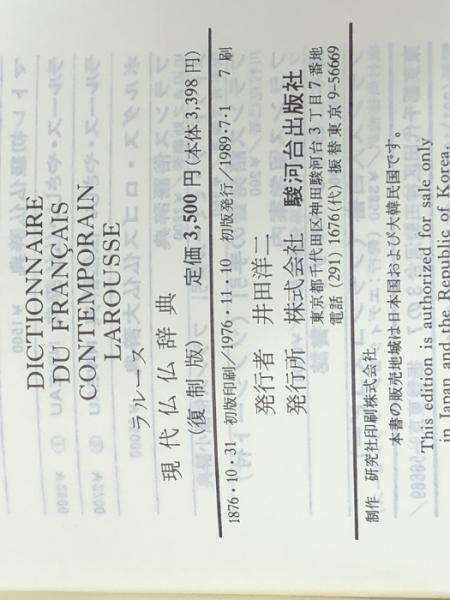 DICTIONNAIRE
DU FRANÇAIS
CONTEMPORAIN
LAROUSSE
ラルース
現代仏仏辞典
(復制版) 定価3,500円(本体3,398円)
1876・10・31 初版印刷/1976・11・10 初版発行/1989・7・1 7刷
発行者 井田洋二
発行所 株式会社 駿河台出版社
東京都千代田区神田駿河台3丁目7番地
電話(291)1676(代) 振替東京9-56669
制作 研究社印刷株式会社
本書の販売地域は日本国および大韓民国です。
This edition is authorized for sale only
in Japan and the Republic of Korea.